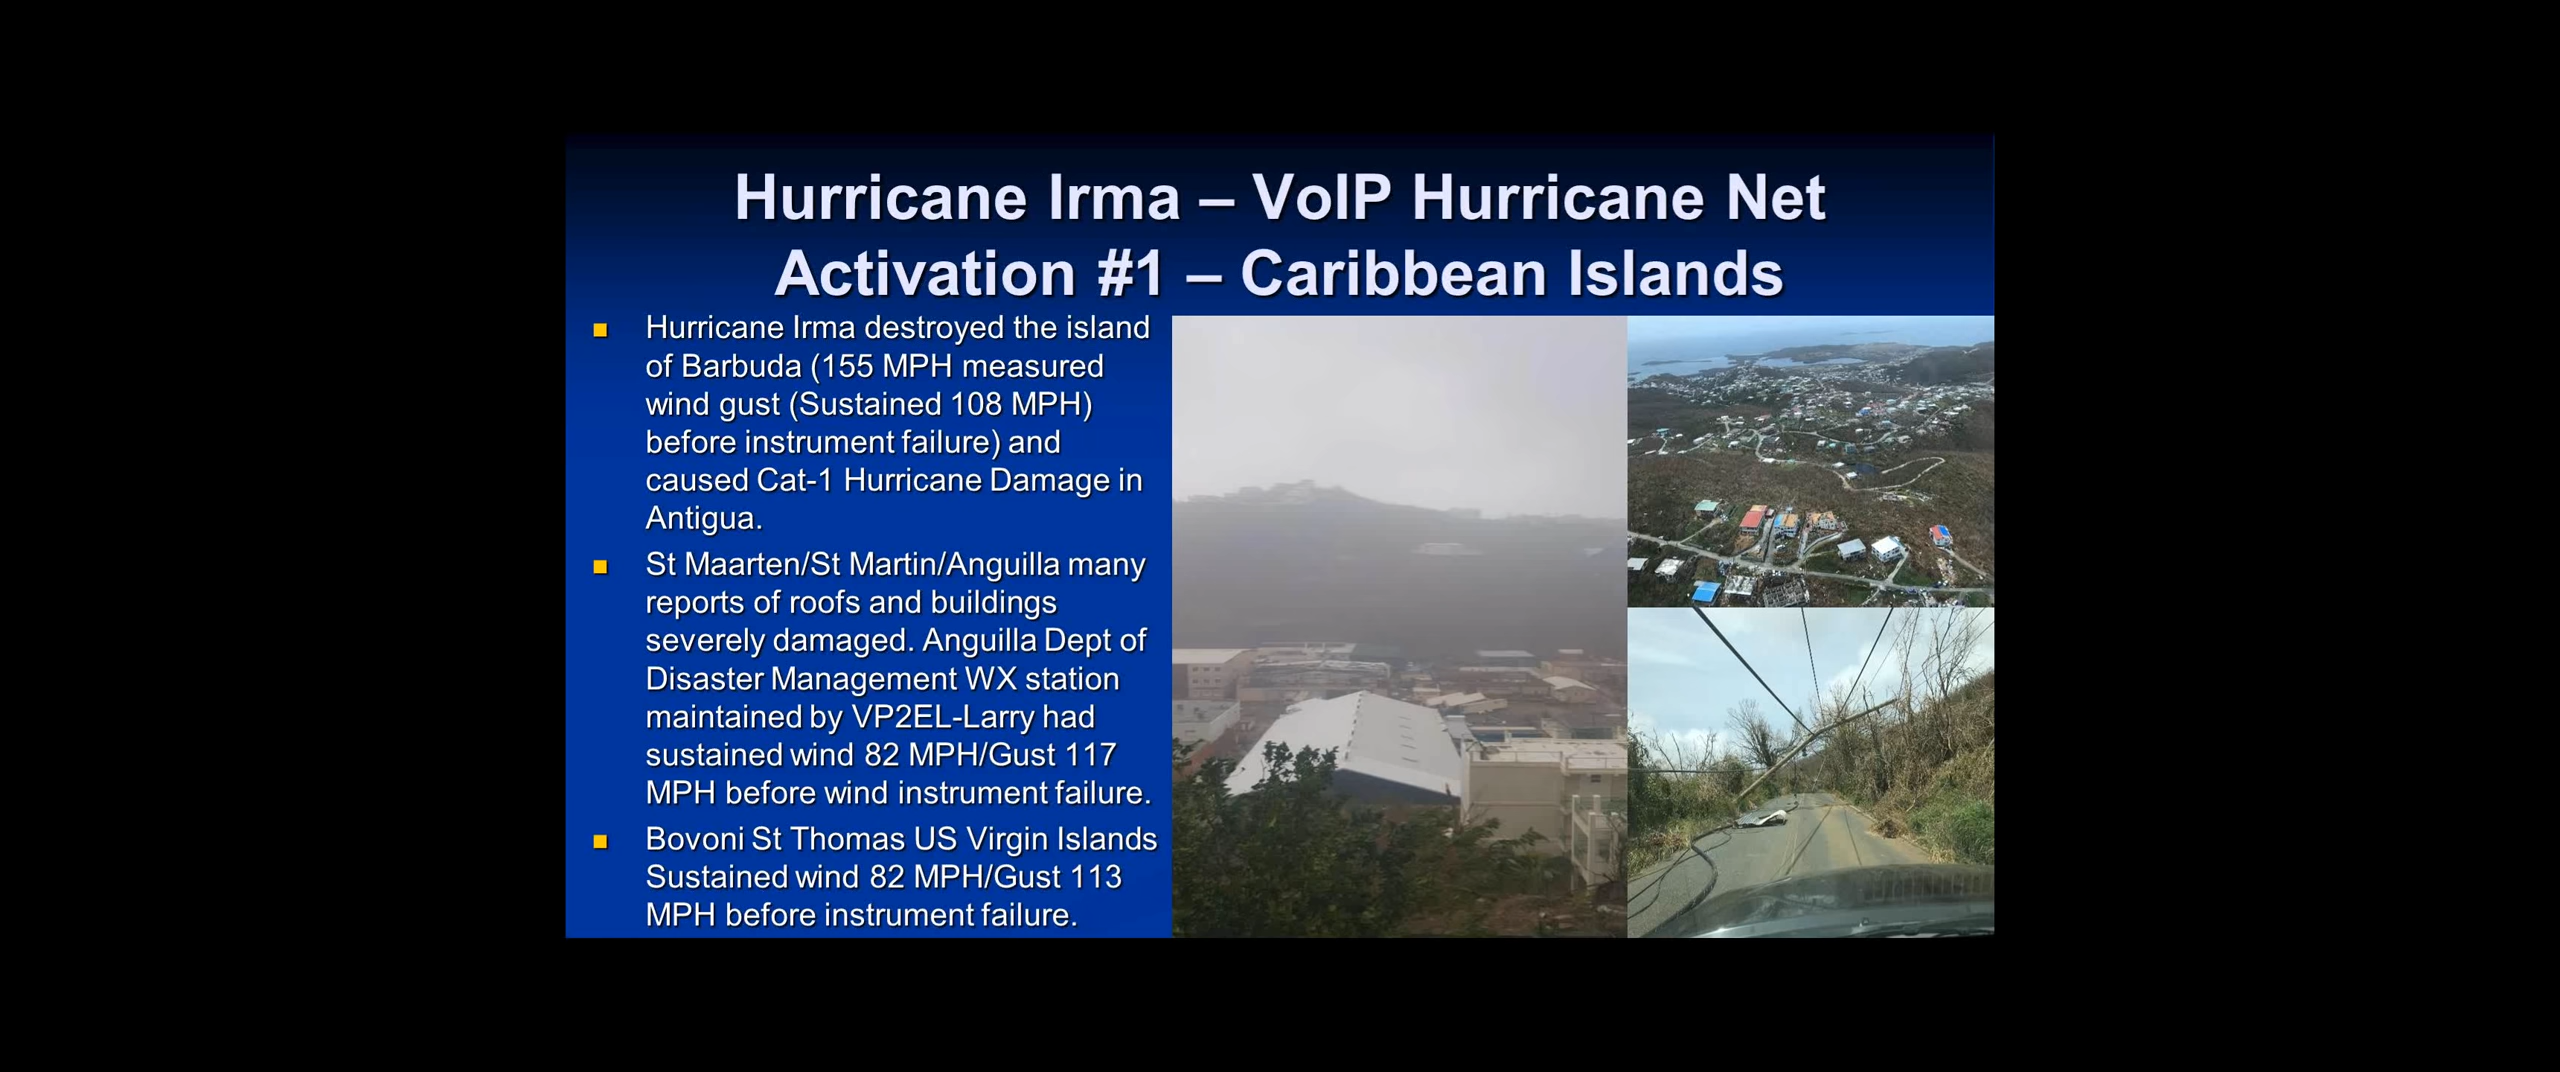 Hurricane Irma – VoIP Hurricane Net
Activation #1 – Caribbean Islands
Hurricane Irma destroyed the island
of Barbuda (155 MPH measured
wind gust (Sustained 108 MPH)
before instrument failure) and
caused Cat-1 Hurricane Damage in
Antigua.
St Maarten/St Martin/Anguilla many
reports of roofs and buildings
severely damaged. Anguilla Dept of
Disaster Management WX station
maintained by VP2EL-Larry had
sustained wind 82 MPH/Gust 117
MPH before wind instrument failure.
Bovoni St Thomas US Virgin Islands
Sustained wind 82 MPH/Gust 113
MPH before instrument failure.